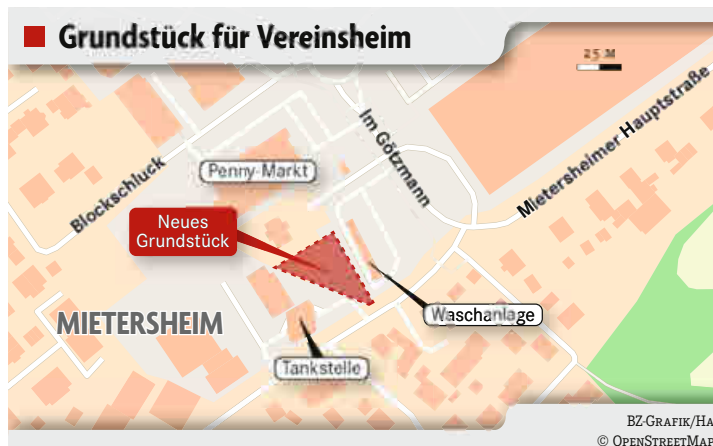 Grundstück für Vereinsheim
25 M
Im Götzmann
Mietersheimer Hauptstraße
Blockschluck
Penny-Markt
Neues
Grundstück
MIETERSHEIM
Waschanlage
Tankstelle
BZ-GRAFIK/HA
© OPENSTREETMAP